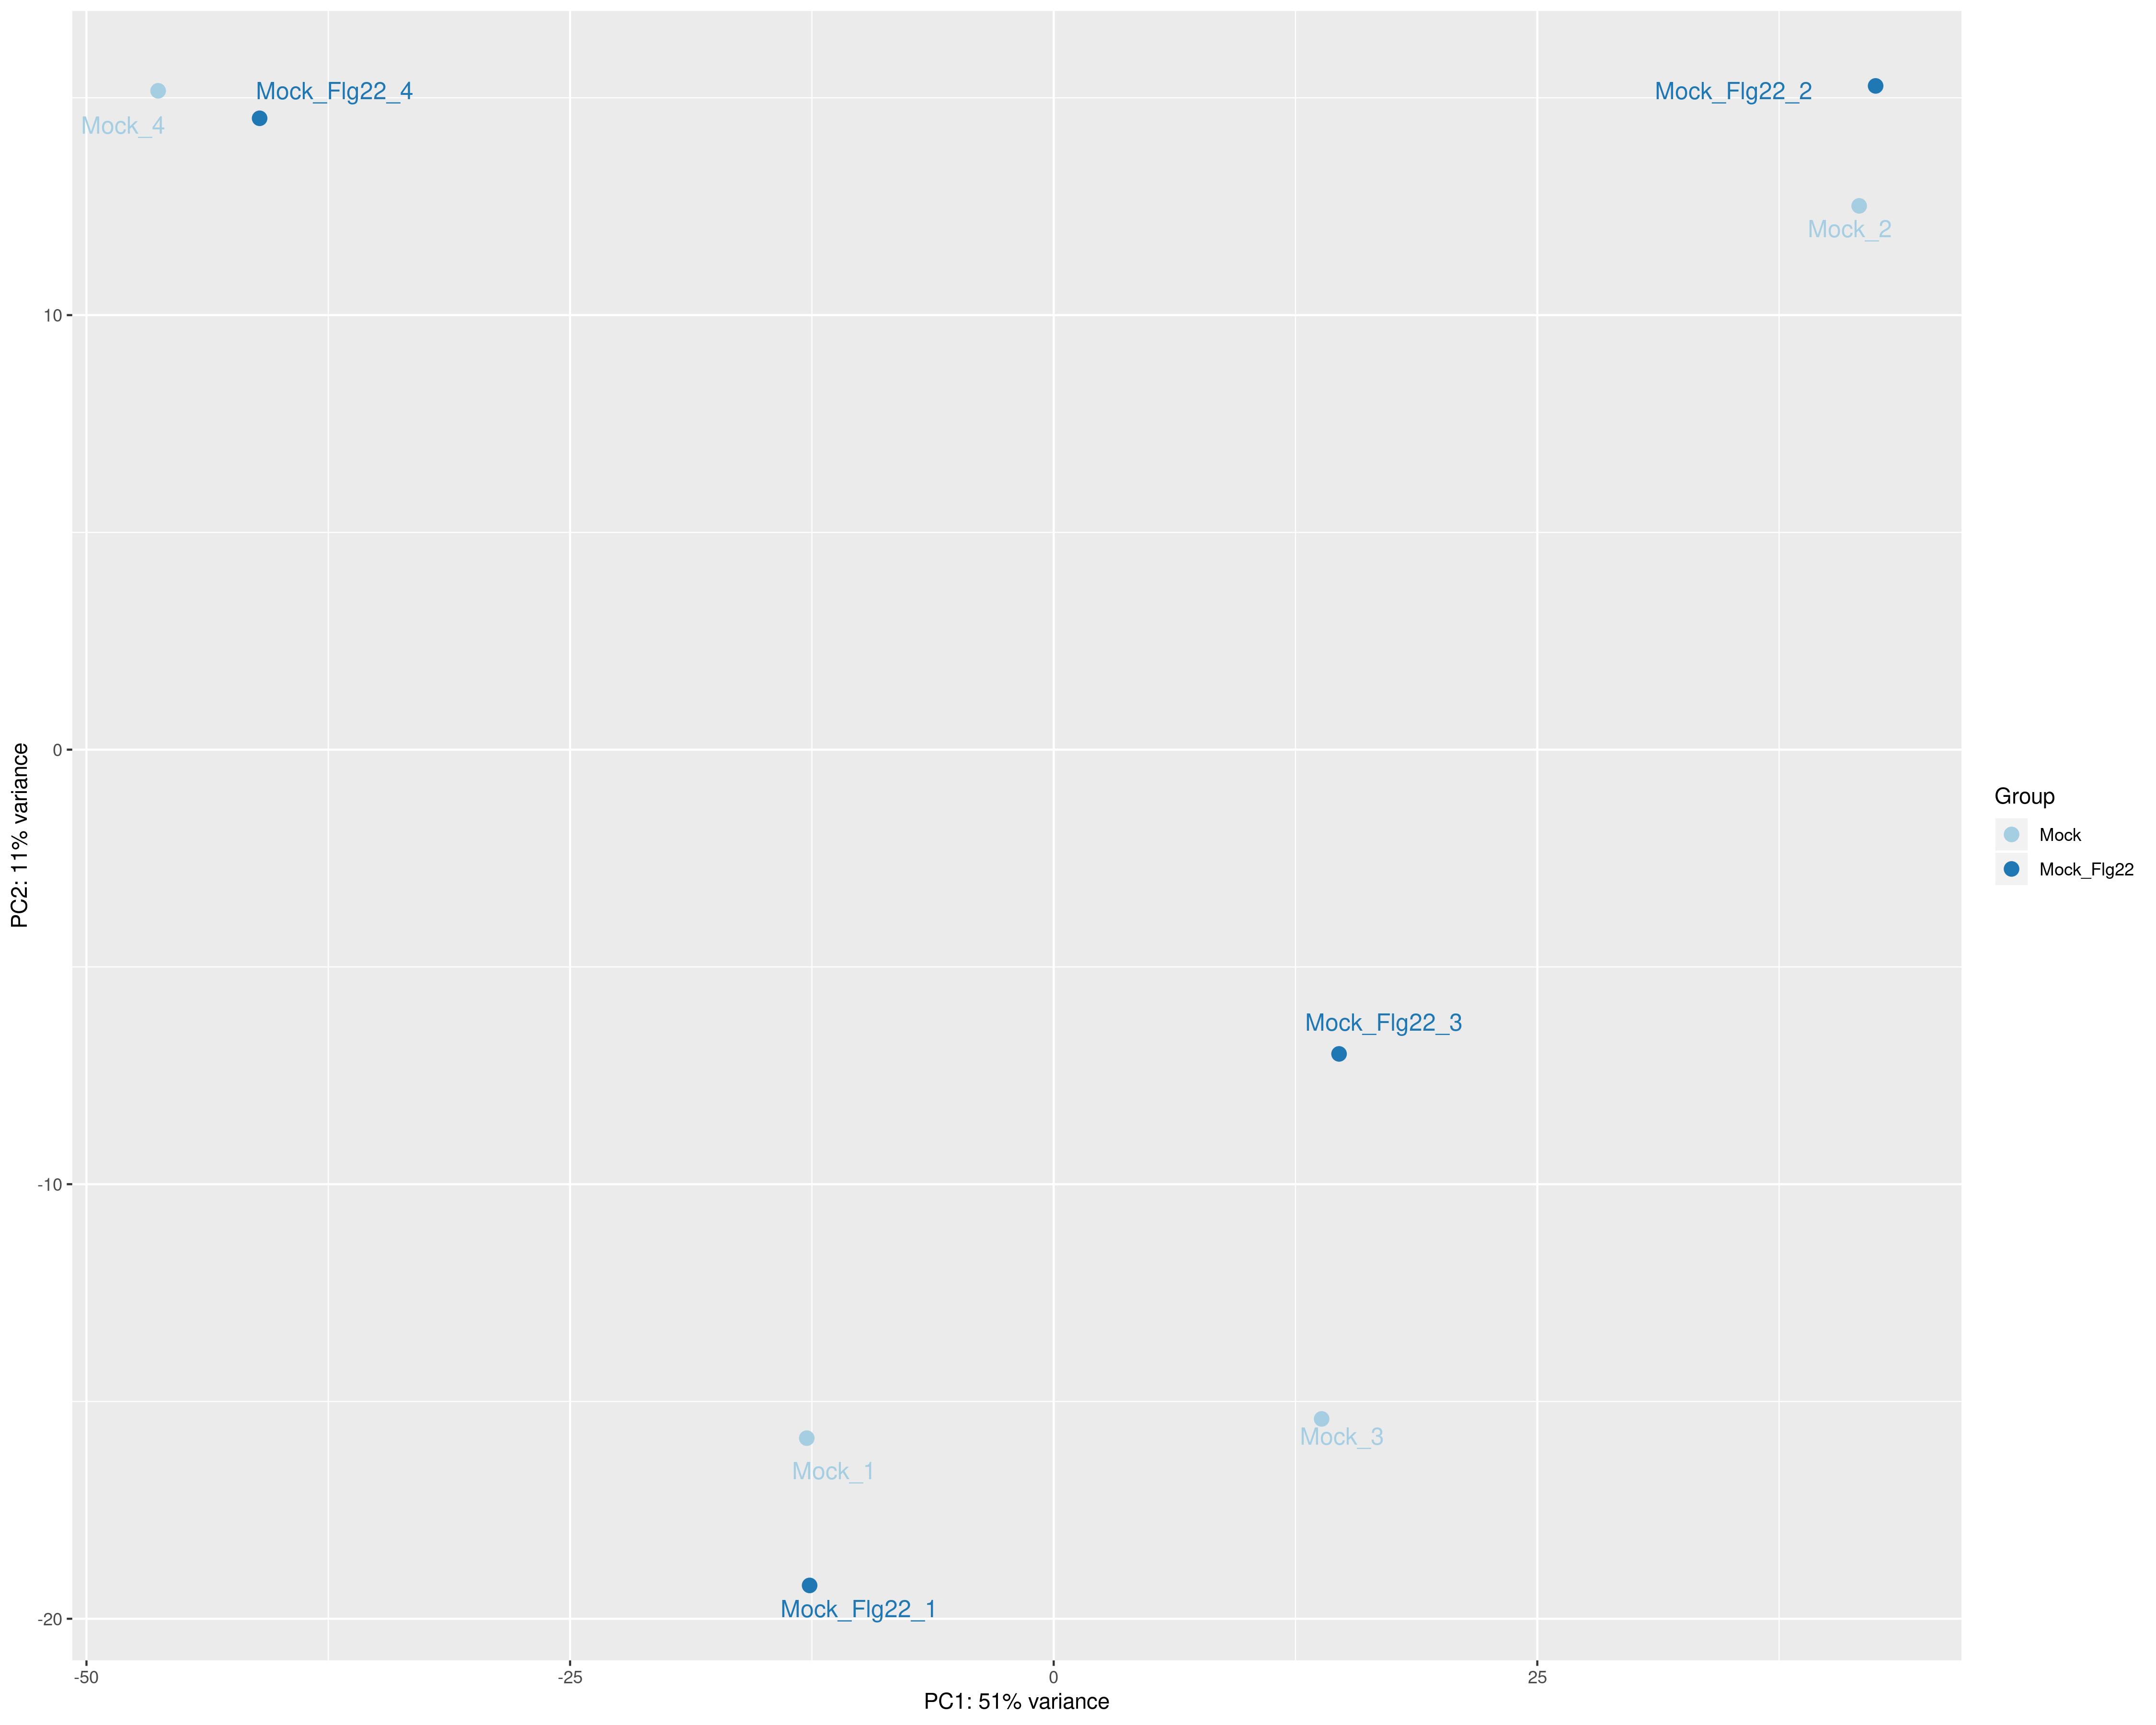 Mock_Flg22_4
Mock_Flg22_2
Mock_4
Mock_2
10
0
-10
-20
PC2: 11% variance
Mock_Flg22_3
Mock_3
Mock_1
Mock_Flg22_1
-50
-25
0
25
PC1: 51% variance
Group
Mock
Mock_Flg22